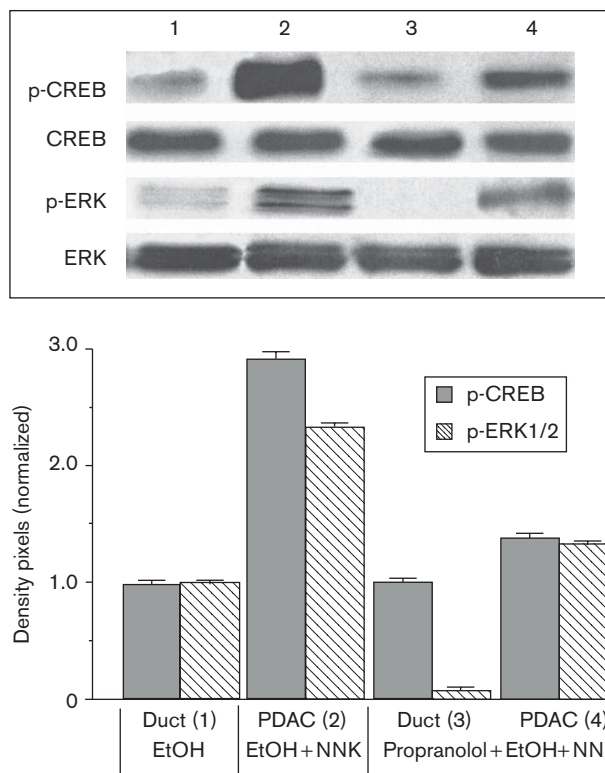 1 2 3 4
p-CREB
CREB
p-ERK
ERK
3.0
2.0
1.0
0
Density pixels (normalized)
p-CREB
p-ERK1/2
Duct (1) PDAC (2) Duct (3) PDAC (4)
EtOH EtOH+NNK Propranolol+EtOH+NN